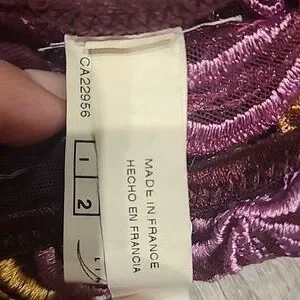 CA22956
1 2
MADE IN FRANCE
HECHO EN FRANCIA